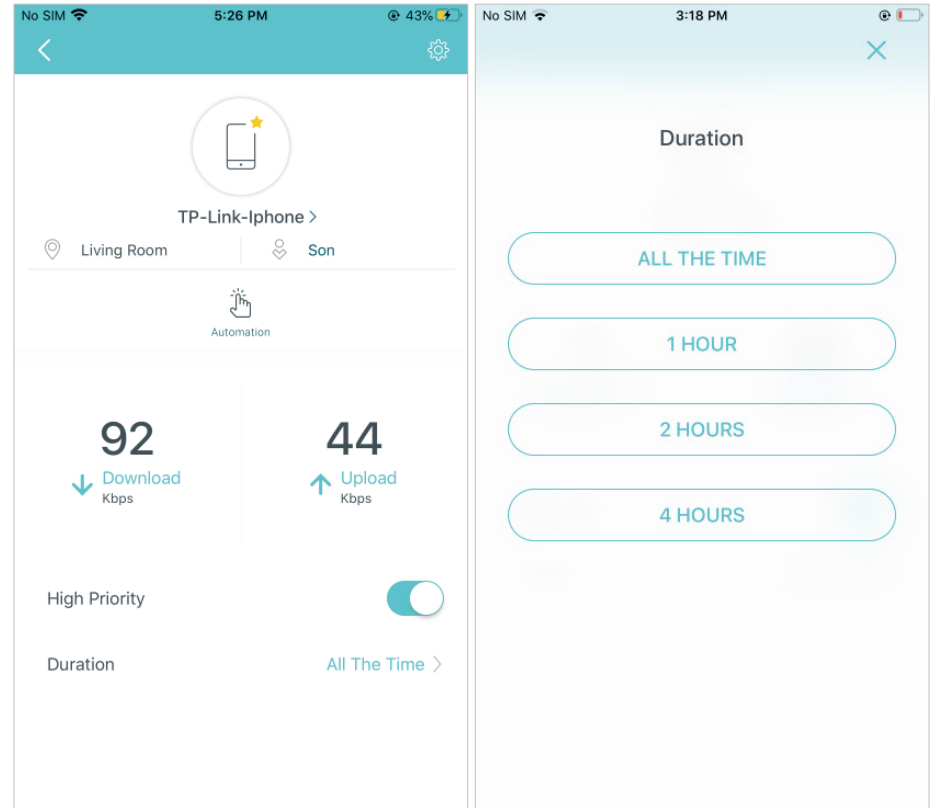 No SIM 5:26 PM 43%
TP-Link-Iphone >
Living Room Son
Automation
92 44
Download Upload
Kbps Kbps
High Priority
Duration All The Time >
No SIM 3:18 PM
Duration
ALL THE TIME
1 HOUR
2 HOURS
4 HOURS